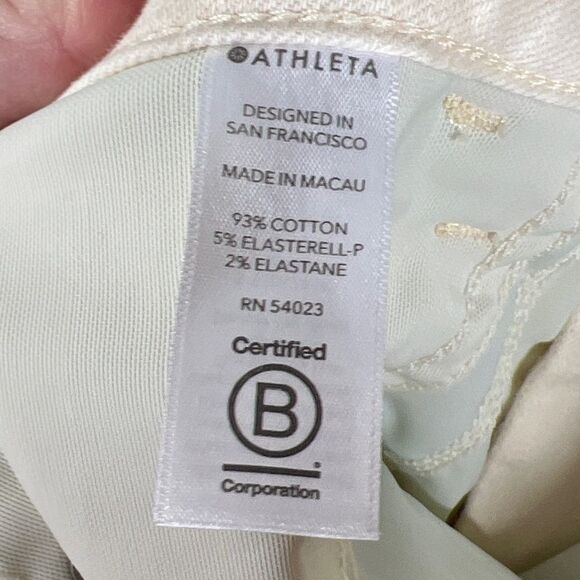 ATHLETA
DESIGNED IN
SAN FRANCISCO
MADE IN MACAU
93% COTTON
5% ELASTERELL-P
2% ELASTANE
RN 54023
Certified
B
Corporation